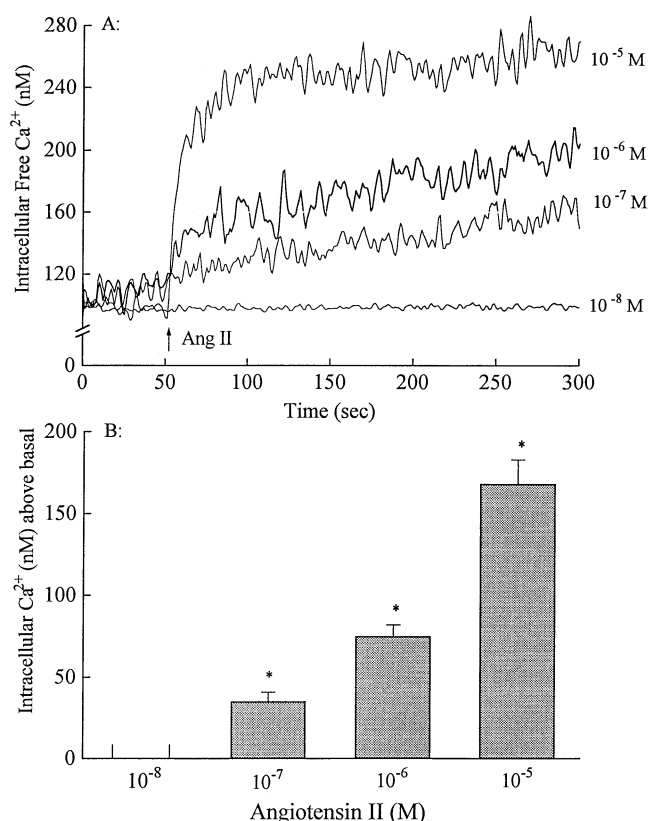 A:
Intracellular Free Ca²⁺ (nM)
280
240
200
160
120
0
10⁻⁵ M
10⁻⁶ M
10⁻⁷ M
10⁻⁸ M
Ang II
0 50 100 150 200 250 300
Time (sec)
B:
Intracellular Ca²⁺ (nM) above basal
200
150
100
50
0
*
*
*
10⁻⁸ 10⁻⁷ 10⁻⁶ 10⁻⁵
Angiotensin II (M)